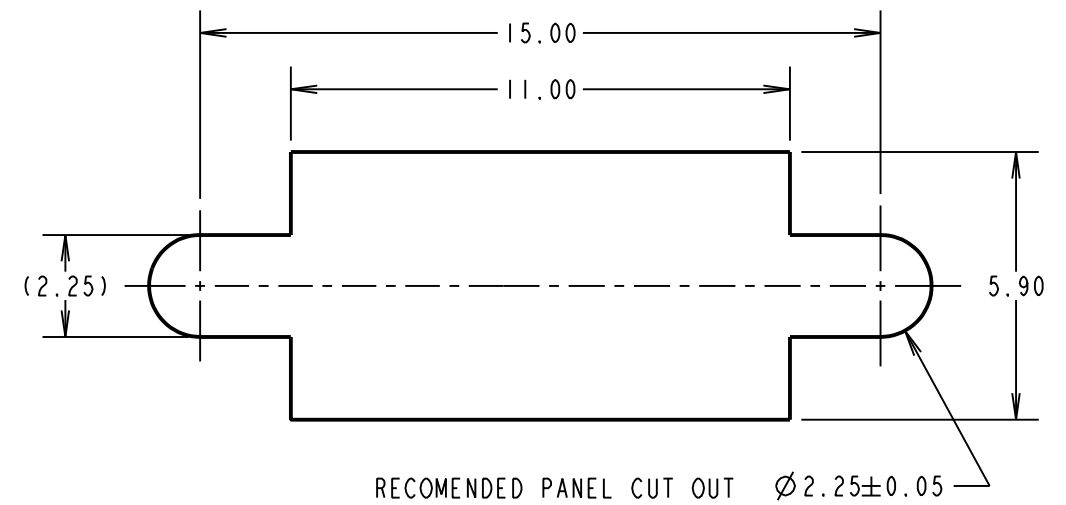 15.00
11.00
(2.25)
5.90
RECOMENDED PANEL CUT OUT
Ø2.25±0.05